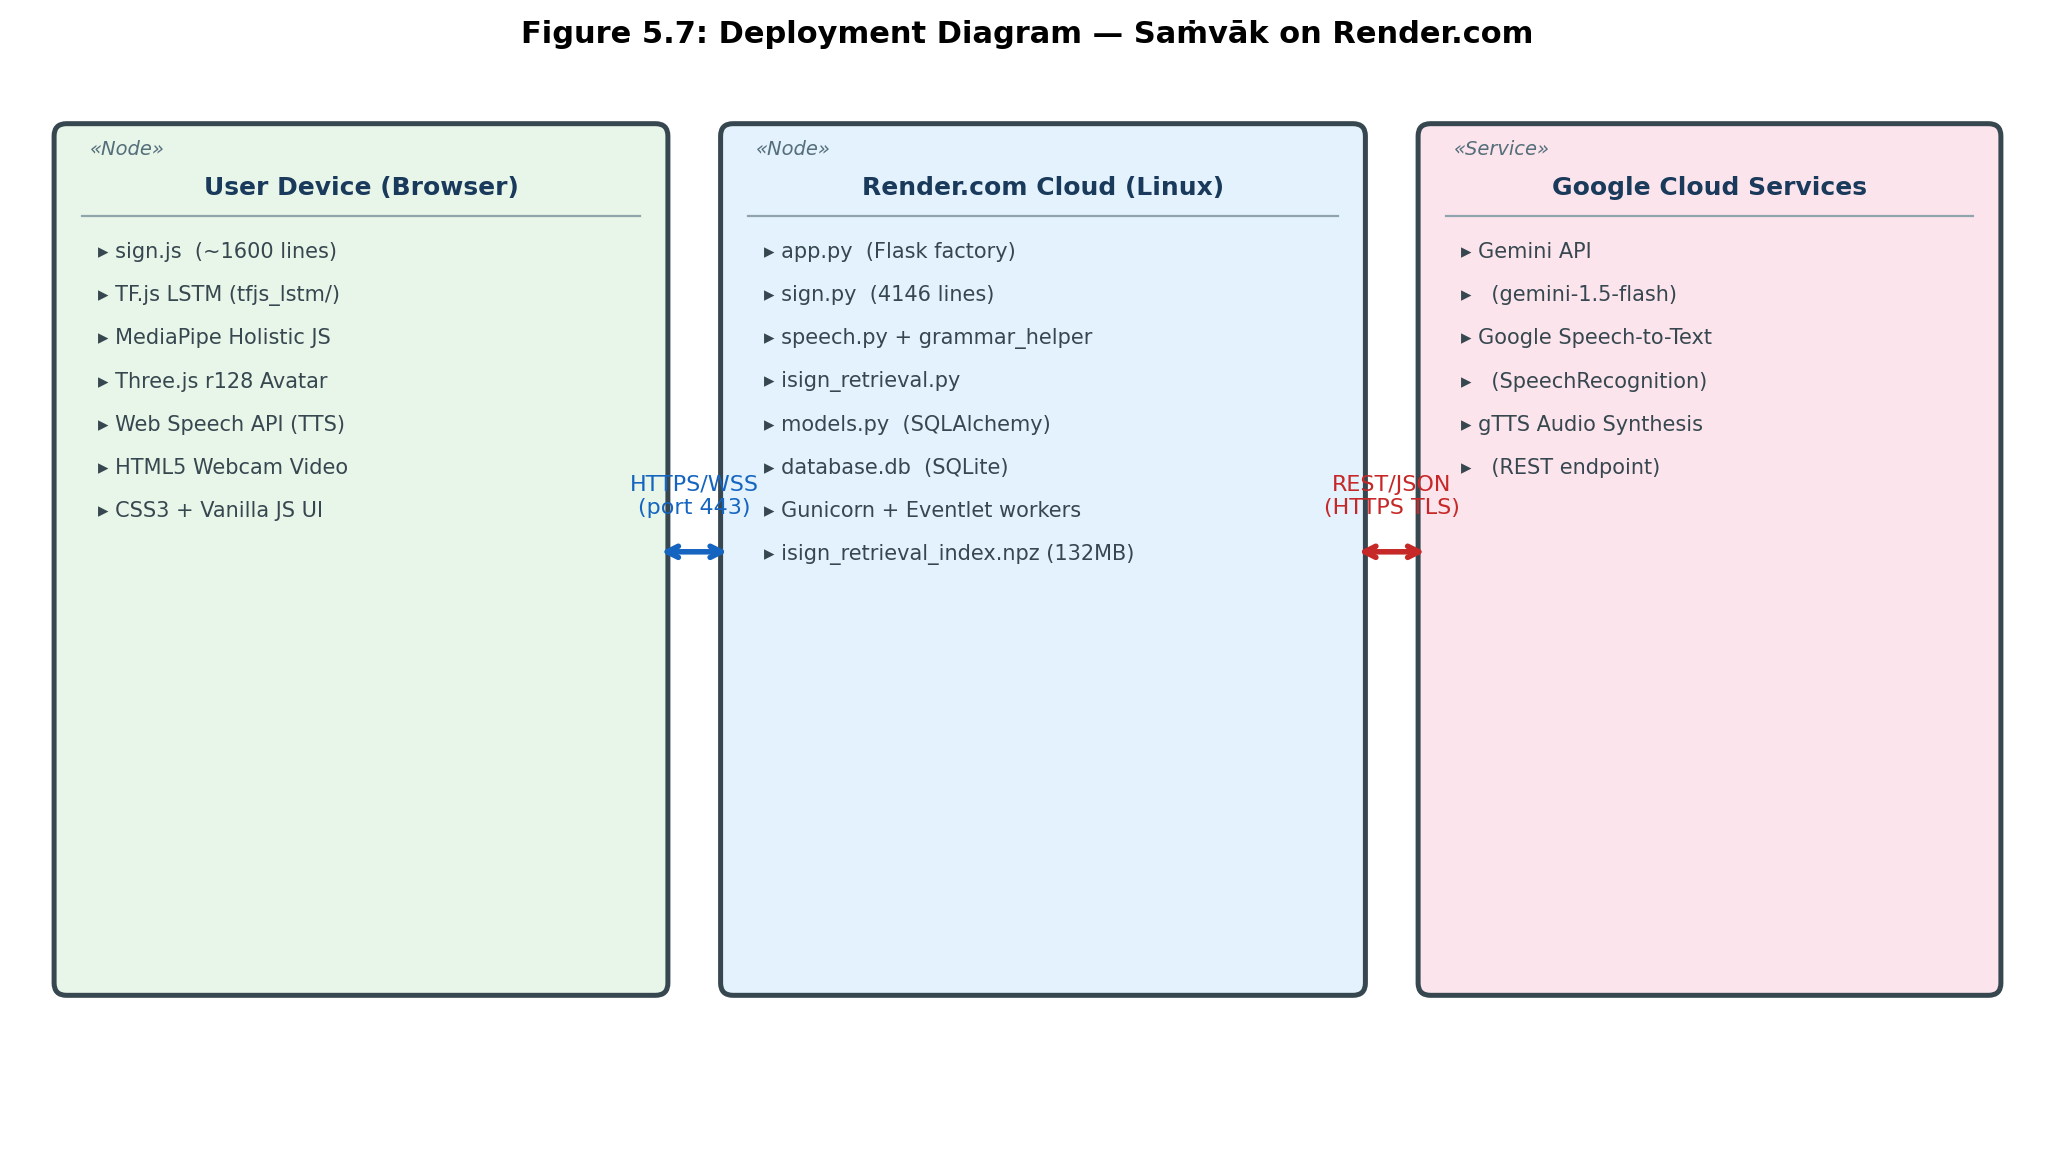 Figure 5.7: Deployment Diagram — Saṁvāk on Render.com
«Node»
User Device (Browser)
▸ sign.js (~1600 lines)
▸ TF.js LSTM (tfjs_lstm/)
▸ MediaPipe Holistic JS
▸ Three.js r128 Avatar
▸ Web Speech API (TTS)
▸ HTML5 Webcam Video
▸ CSS3 + Vanilla JS UI
HTTPS/WSS
(port 443)
«Node»
Render.com Cloud (Linux)
▸ app.py (Flask factory)
▸ sign.py (4146 lines)
▸ speech.py + grammar_helper
▸ isign_retrieval.py
▸ models.py (SQLAlchemy)
▸ database.db (SQLite)
▸ Gunicorn + Eventlet workers
▸ isign_retrieval_index.npz (132MB)
REST/JSON
(HTTPS TLS)
«Service»
Google Cloud Services
▸ Gemini API
▸ (gemini-1.5-flash)
▸ Google Speech-to-Text
▸ (SpeechRecognition)
▸ gTTS Audio Synthesis
▸ (REST endpoint)